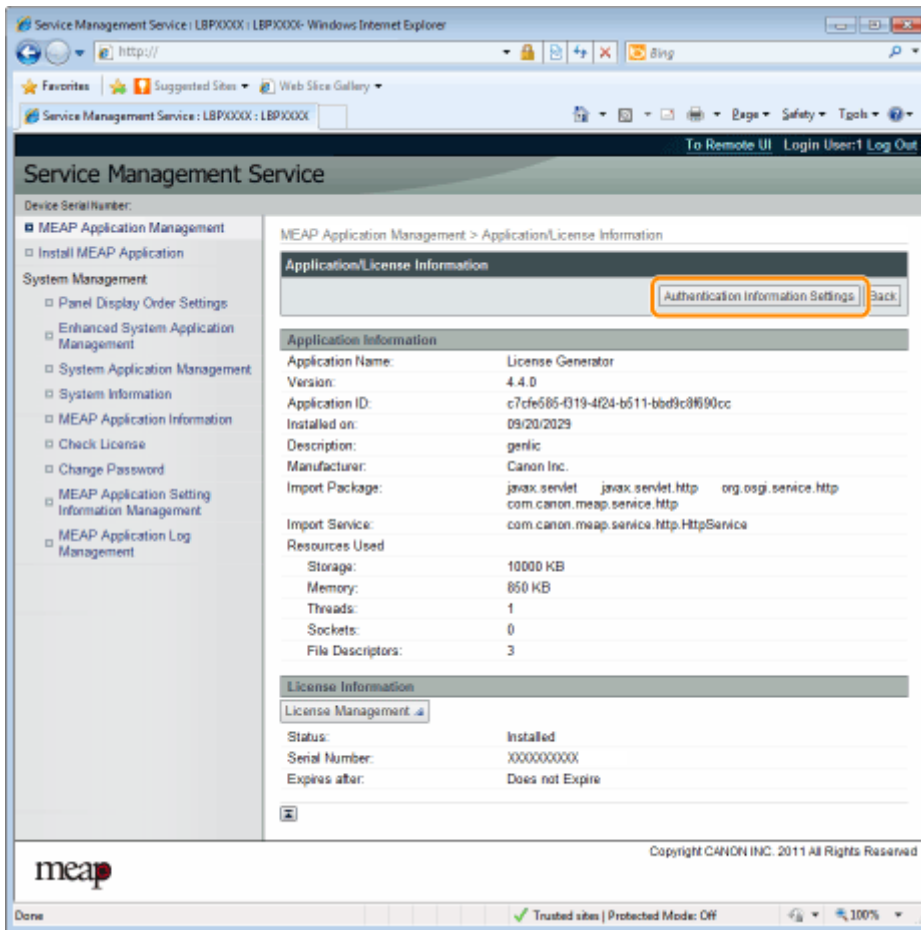 Service Management Service : LBPXXXX : LBPXXXX- Windows Internet Explorer
http://
Bing
Favorites Suggested Sites Web Slice Gallery
Service Management Service : LBPXXXX : LBPXXXX
Page Safety Tools
To Remote UI Login User:1 Log Out
Service Management Service
Device Serial Number:
MEAP Application Management
Install MEAP Application
System Management
Panel Display Order Settings
Enhanced System Application
Management
System Application Management
System Information
MEAP Application Information
Check License
Change Password
MEAP Application Setting
Information Management
MEAP Application Log
Management
MEAP Application Management > Application/License Information
Application/License Information
Authentication Information Settings Back
Application Information
Application Name: License Generator
Version: 4.4.0
Application ID: c7cfe585-f319-4f24-b511-bbd9c8f690cc
Installed on: 09/20/2029
Description: genlic
Manufacturer: Canon Inc.
Import Package: javax.servlet javax.servlet.http org.osgi.service.http
com.canon.meap.service.http
Import Service: com.canon.meap.service.http.HttpService
Resources Used
Storage: 10000 KB
Memory: 850 KB
Threads: 1
Sockets: 0
File Descriptors: 3
License Information
License Management
Status: Installed
Serial Number: XXXXXXXXXX
Expires after: Does not Expire
Copyright CANON INC. 2011 All Rights Reserved
meap
Done Trusted sites | Protected Mode: Off 100%